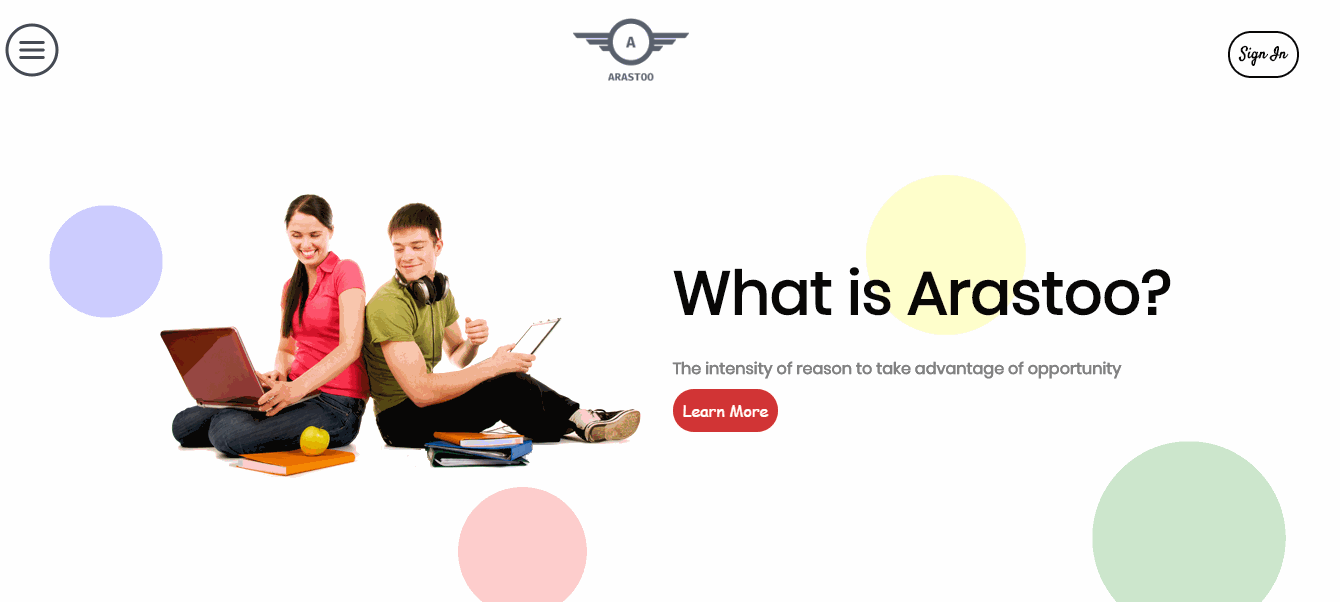 A
ARASTOO
Sign In
What is Arastoo?
The intensity of reason to take advantage of opportunity
Learn More